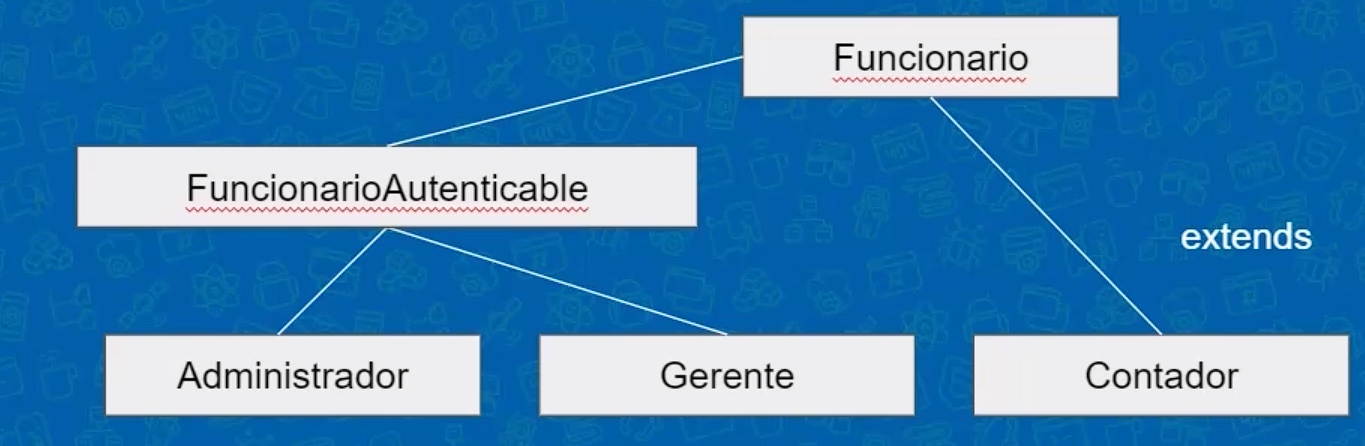 Funcionario
FuncionarioAutenticable
extends
Administrador
Gerente
Contador